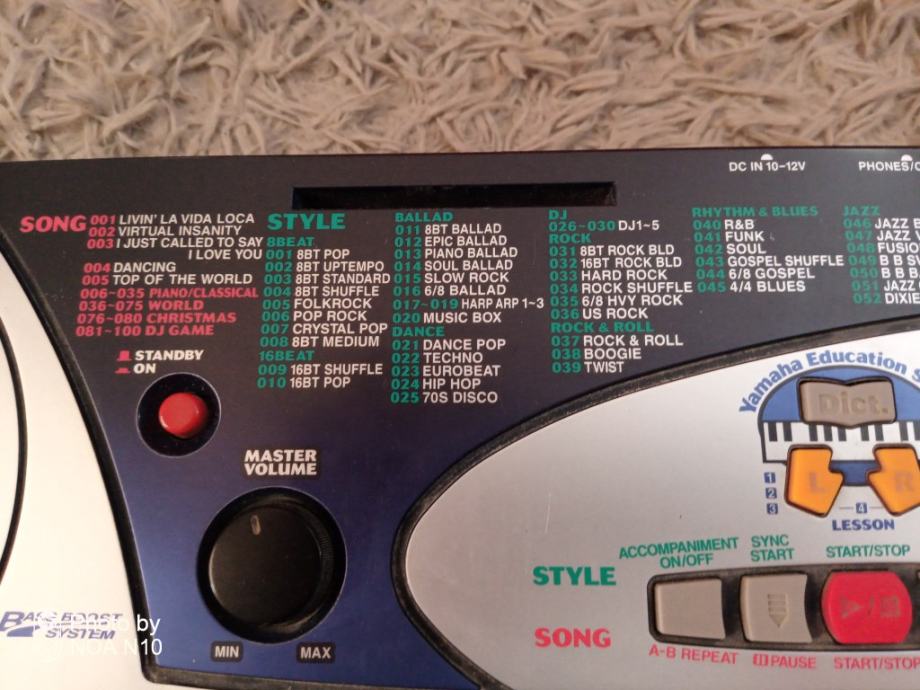 DC IN 10-12V
SONG
001 LIVIN' LA VIDA LOCA
002 VIRTUAL INSANITY
003 I JUST CALLED TO SAY
I LOVE YOU
004 DANCING
005 TOP OF THE WORLD
006~035 PIANO/CLASSICAL
036~075 WORLD
076~080 CHRISTMAS
081~100 DJ GAME
STANDBY
ON
STYLE
8BEAT
001 8BT POP
002 8BT UPTEMPO
003 8BT STANDARD
004 8BT SHUFFLE
005 FOLKROCK
006 POP ROCK
007 CRYSTAL POP
008 8BT MEDIUM
16BEAT
009 16BT SHUFFLE
010 16BT POP
BALLAD
011 8BT BALLAD
012 EPIC BALLAD
013 PIANO BALLAD
014 SOUL BALLAD
015 SLOW ROCK
016 6/8 BALLAD
017~019 HARP ARP 1~3
020 MUSIC BOX
DANCE
021 DANCE POP
022 TECHNO
023 EUROBEAT
024 HIP HOP
025 70S DISCO
DJ
026~030 DJ1~5
ROCK
031 8BT ROCK BLD
032 16BT ROCK BLD
033 HARD ROCK
034 ROCK SHUFFLE
035 6/8 HVY ROCK
036 US ROCK
ROCK & ROLL
037 ROCK & ROLL
038 BOOGIE
039 TWIST
RHYTHM & BLUES
040 R&B
041 FUNK
042 SOUL
043 GOSPEL SHUFFLE
044 6/8 GOSPEL
045 4/4 BLUES
JAZZ
046 JAZZ
047 JAZZ
048
049
050
051
052
MASTER
VOLUME
MIN
MAX
Yamaha Education
Dict.
L
R
1
2
3
4
LESSON
STYLE
ACCOMPANIMENT
ON/OFF
SYNC
START
START/STOP
SONG
A-B REPEAT
PAUSE
BASS BOOST
SYSTEM
Photo by
NOA N10